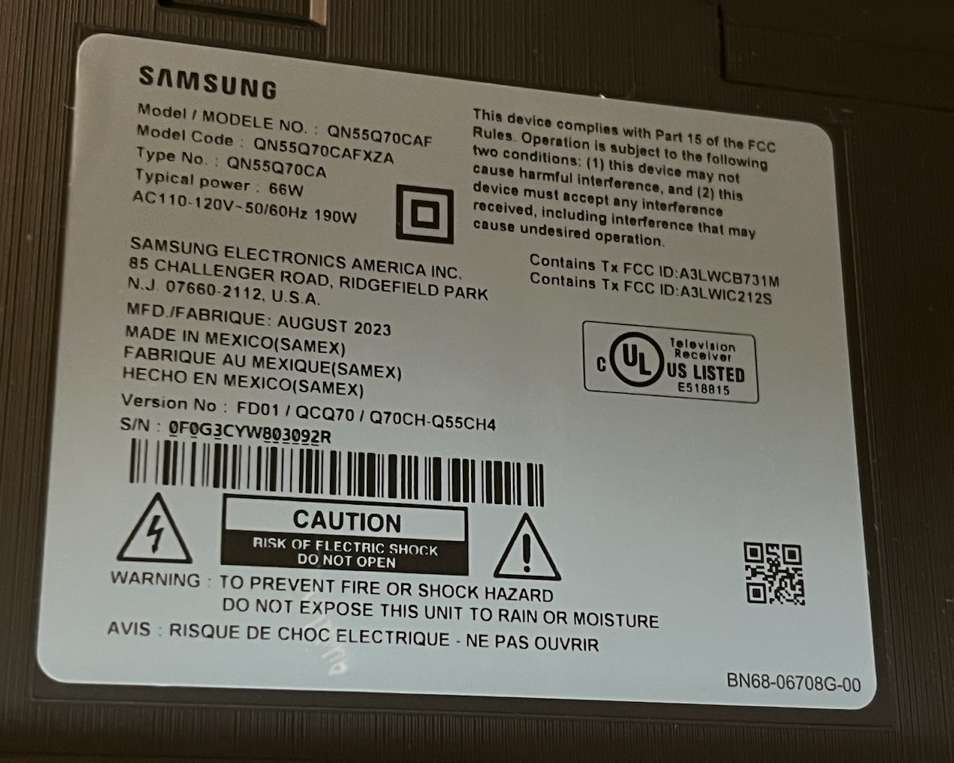 SAMSUNG
Model / MODELE NO. : QN55Q70CAF
Model Code : QN55Q70CAFXZA
Type No. : QN55Q70CA
Typical power : 66W
AC110-120V~50/60Hz 190W
This device complies with Part 15 of the FCC
Rules. Operation is subject to the following
two conditions: (1) this device may not
cause harmful interference, and (2) this
device must accept any interference
received, including interference that may
cause undesired operation.
Contains Tx FCC ID:A3LWCB731M
Contains Tx FCC ID:A3LWIC212S
SAMSUNG ELECTRONICS AMERICA INC.
85 CHALLENGER ROAD, RIDGEFIELD PARK
N.J. 07660-2112, U.S.A.
MFD./FABRIQUE: AUGUST 2023
MADE IN MEXICO(SAMEX)
FABRIQUE AU MEXIQUE(SAMEX)
HECHO EN MEXICO(SAMEX)
Version No : FD01 / QCQ70 / Q70CH-Q55CH4
S/N : 0F0G3CYW803092R
Television
Receiver
C UL US LISTED
E518815
CAUTION
RISK OF ELECTRIC SHOCK
DO NOT OPEN
WARNING : TO PREVENT FIRE OR SHOCK HAZARD
DO NOT EXPOSE THIS UNIT TO RAIN OR MOISTURE
AVIS : RISQUE DE CHOC ELECTRIQUE - NE PAS OUVRIR
BN68-06708G-00